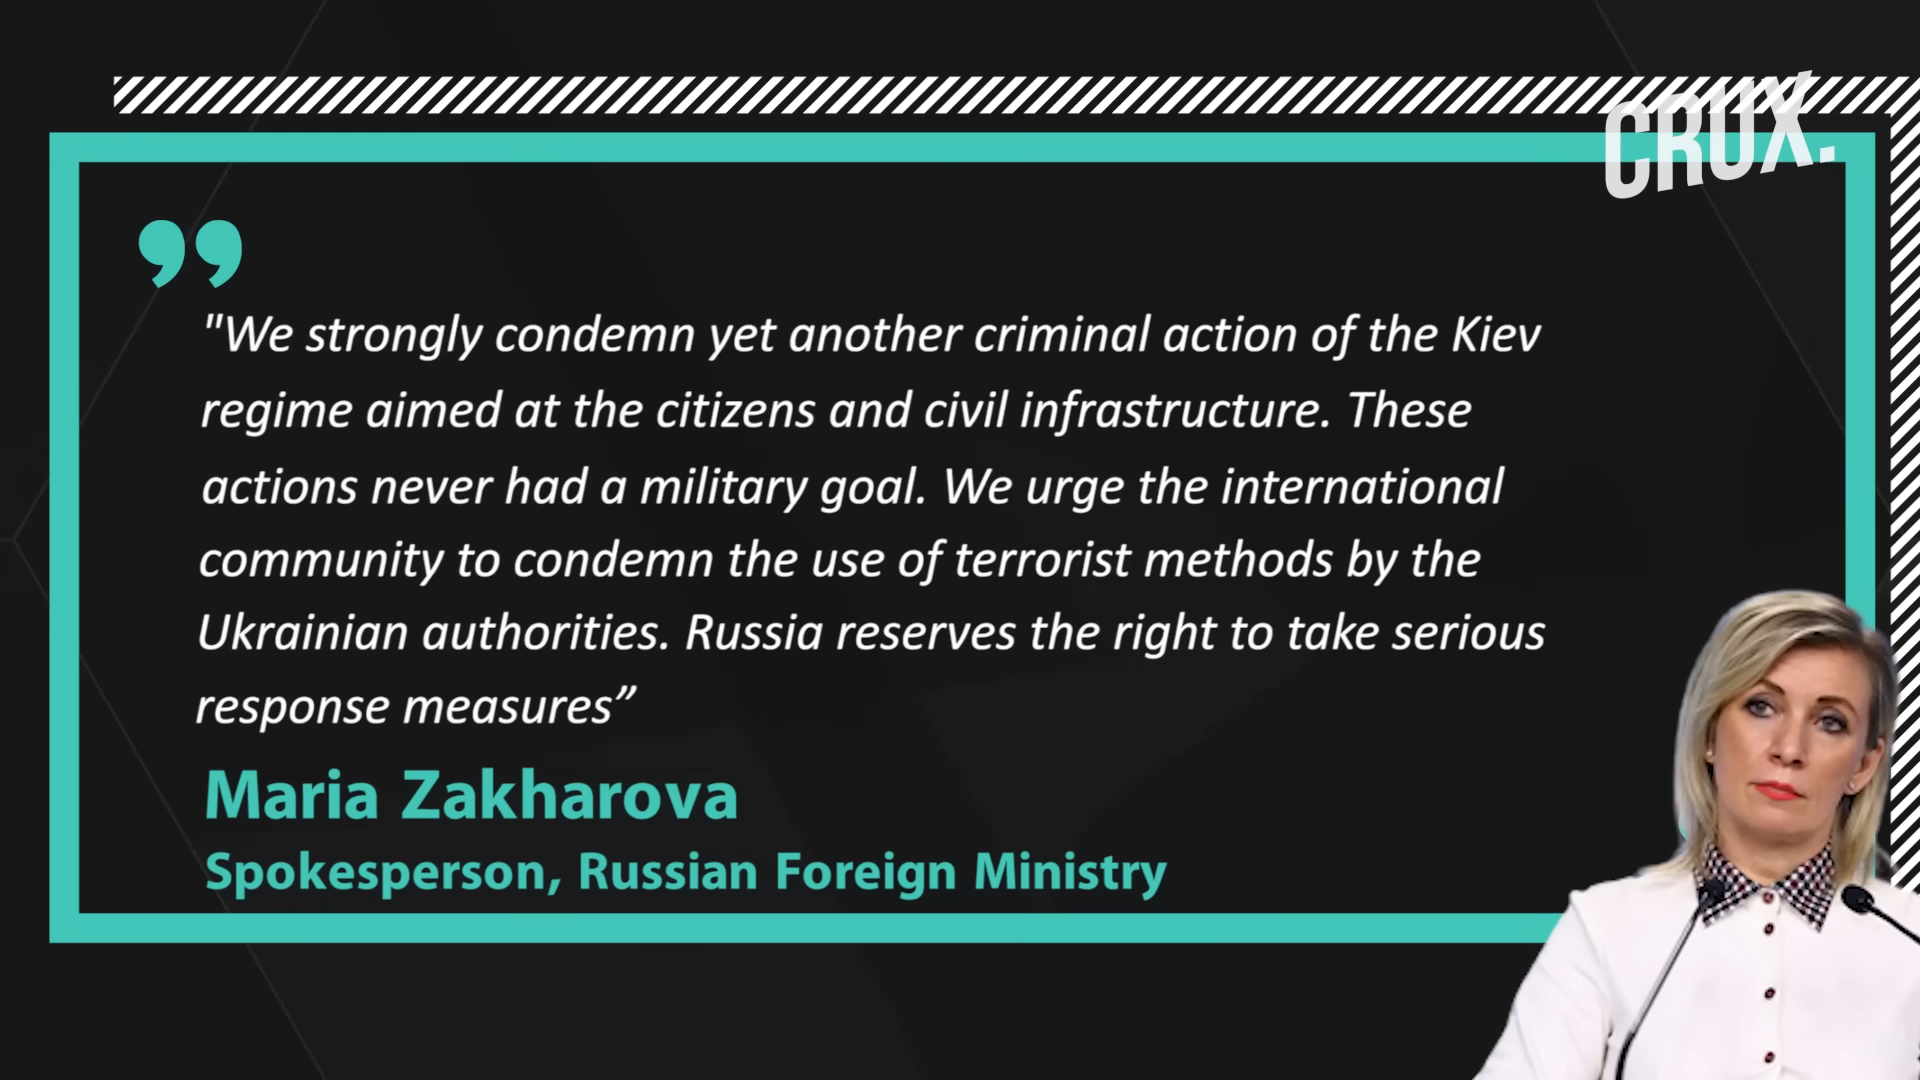 CRUX.
"We strongly condemn yet another criminal action of the Kiev
regime aimed at the citizens and civil infrastructure. These
actions never had a military goal. We urge the international
community to condemn the use of terrorist methods by the
Ukrainian authorities. Russia reserves the right to take serious
response measures”
Maria Zakharova
Spokesperson, Russian Foreign Ministry